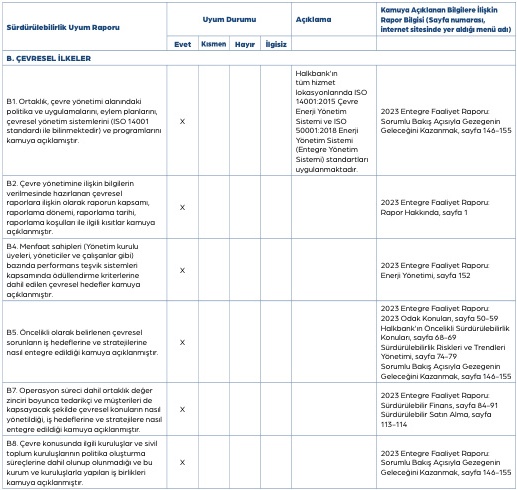 Sürdürülebilirlik Uyum Raporu
Uyum Durumu
Açıklama
Kamuya Açıklanan Bilgilere İlişkin
Rapor Bilgisi (Sayfa numarası,
internet sitesinde yer aldığı menü adı)
Evet Kısmen Hayır İlgisiz
B. ÇEVRESEL İLKELER
B1. Ortaklık, çevre yönetimi alanındaki
politika ve uygulamalarını, eylem planlarını,
çevresel yönetim sistemlerini (ISO 14001
standardı ile bilinmektedir) ve programlarını
kamuya açıklamıştır.
X
Halkbank'ın
tüm hizmet
lokasyonlarında ISO
14001:2015 Çevre
Enerji Yönetim
Sistemi ve ISO
50001:2018 Enerji
Yönetim Sistemi
(Entegre Yönetim
Sistemi) standartları
uygulanmaktadır.
2023 Entegre Faaliyet Raporu:
Sorumlu Bakış Açısıyla Gezegenin
Geleceğini Kazanmak, sayfa 146-155
B2. Çevre yönetimine ilişkin bilgilerin
verilmesinde hazırlanan çevresel
raporlara ilişkin olarak raporun kapsamı,
raporlama dönemi, raporlama tarihi,
raporlama koşulları ile ilgili kısıtlar kamuya
açıklanmıştır.
X
2023 Entegre Faaliyet Raporu:
Rapor Hakkında, sayfa 1
B4. Menfaat sahipleri (Yönetim kurulu
üyeleri, yöneticiler ve çalışanlar gibi)
bazında performans teşvik sistemleri
kapsamında ödüllendirme kriterlerine
dahil edilen çevresel hedefler kamuya
açıklanmıştır.
X
2023 Entegre Faaliyet Raporu:
Enerji Yönetimi, sayfa 152
B5. Öncelikli olarak belirlenen çevresel
sorunların iş hedeflerine ve stratejilerine
nasıl entegre edildiği kamuya açıklanmıştır.
X
2023 Entegre Faaliyet Raporu:
2023 Odak Konuları, sayfa 50-59
Halkbank'ın Öncelikli Sürdürülebilirlik
Konuları, sayfa 68-69
Sürdürülebilirlik Riskleri ve Trendleri
Yönetimi, sayfa 74-79
Sorumlu Bakış Açısıyla Gezegenin
Geleceğini Kazanmak, sayfa 146-155
B7. Operasyon süreci dahil ortaklık değer
zinciri boyunca tedarikçi ve müşterileri de
kapsayacak şekilde çevresel konuların nasıl
yönetildiği, iş hedeflerine ve stratejilere nasıl
entegre edildiği kamuya açıklanmıştır.
X
2023 Entegre Faaliyet Raporu:
Sürdürülebilir Finans, sayfa 84-91
Sürdürülebilir Satın Alma, sayfa
113-114
B8. Çevre konusunda ilgili kuruluşlar ve sivil
toplum kuruluşlarının politika oluşturma
süreçlerine dahil olunup olunmadığı ve bu
kurum ve kuruluşlarla yapılan iş birlikleri
kamuya açıklanmıştır.
X
2023 Entegre Faaliyet Raporu:
Sorumlu Bakış Açısıyla Gezegenin
Geleceğini Kazanmak, sayfa 146-155